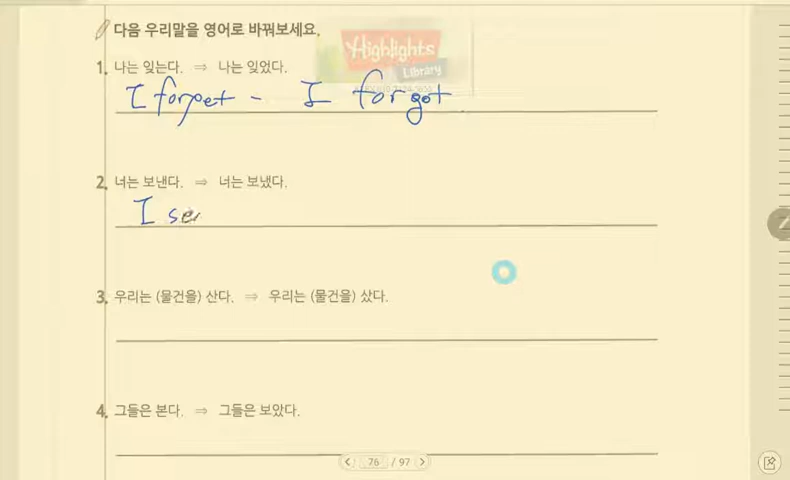 다음 우리말을 영어로 바꿔보세요.
Highlights
Library
1. 나는 잊는다. ⇒ 나는 잊었다.
I forget - I forgot
2. 너는 보낸다. ⇒ 너는 보냈다.
I se
3. 우리는 (물건을) 산다. ⇒ 우리는 (물건을) 샀다.
4. 그들은 본다. ⇒ 그들은 보았다.
76 / 97